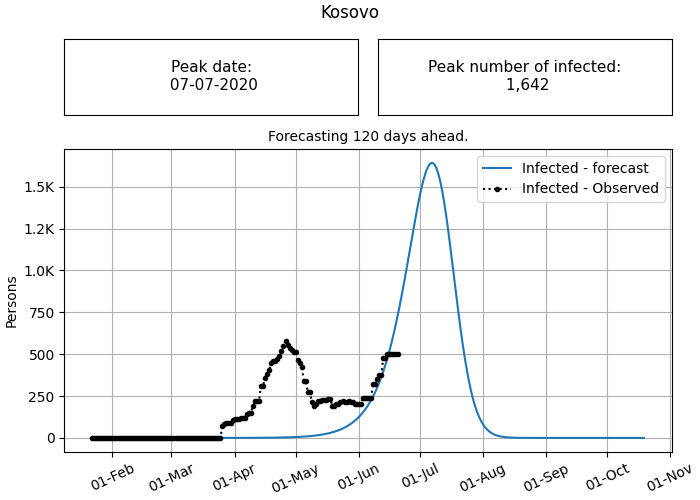 Kosovo
Peak date:
07-07-2020
Peak number of infected:
1,642
Forecasting 120 days ahead.
Infected - forecast
Infected - Observed
Persons
1.5K
1.2K
1.0K
750
500
250
0
01-Feb
01-Mar
01-Apr
01-May
01-Jun
01-Jul
01-Aug
01-Sep
01-Oct
01-Nov